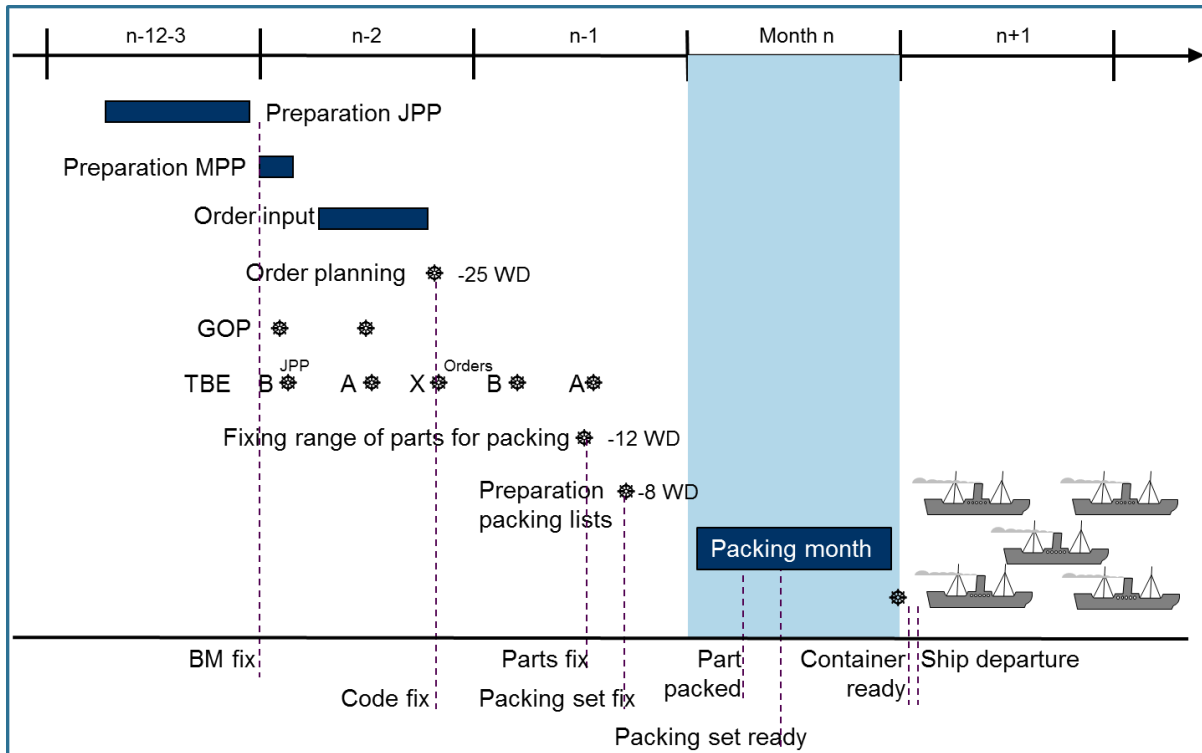 n-12-3
n-2
n-1
Month n
n+1
Preparation JPP
Preparation MPP
Order input
Order planning
-25 WD
GOP
JPP
Orders
TBE
B
A
X
B
A
Fixing range of parts for packing
-12 WD
Preparation
packing lists
-8 WD
Packing month
BM fix
Parts fix
Part
packed
Container
ready
Ship departure
Code fix
Packing set fix
Packing set ready